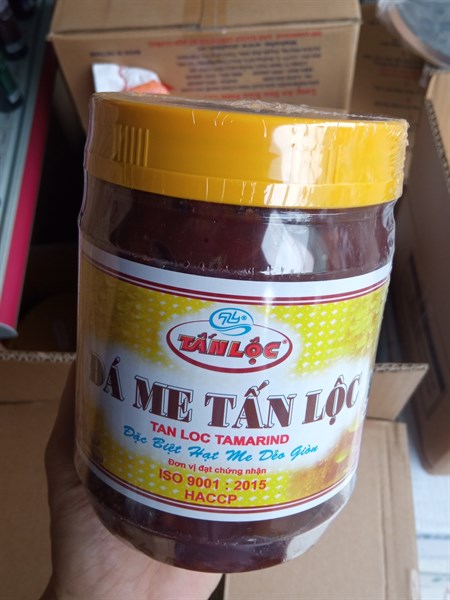 TẤN LỘC®
ĐÁ ME TẤN LỘC
TAN LOC TAMARIND
Đặc Biệt Hạt Me Dẻo Giòn
Đơn vị đạt chứng nhận
ISO 9001 : 2015
HACCP